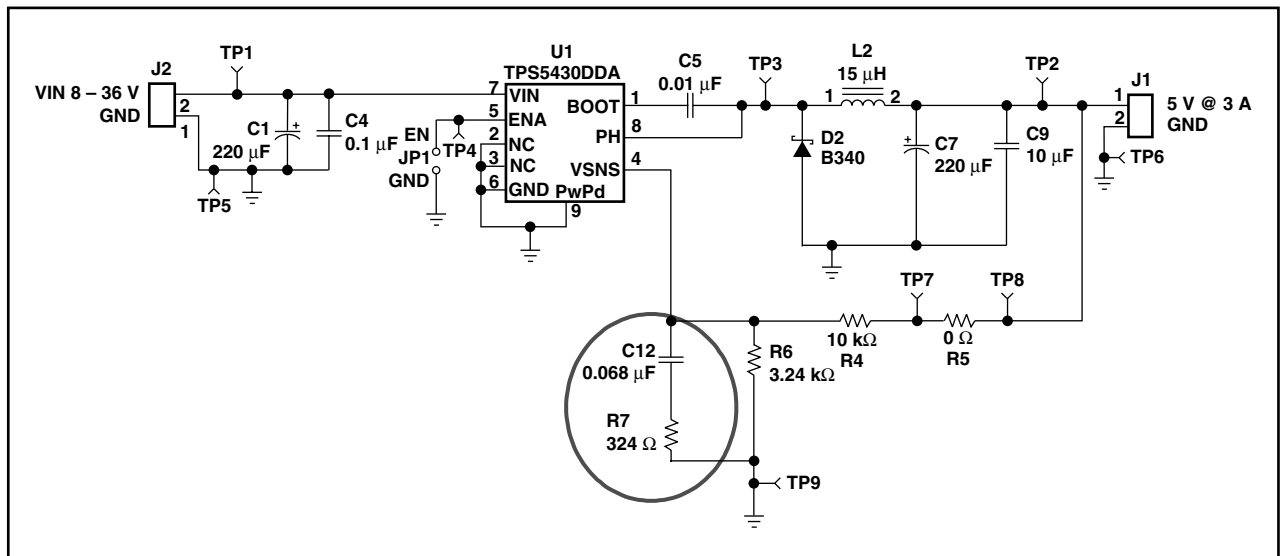 J2
VIN 8 – 36 V
GND
2
1
TP1
C1
220 μF
+
C4
0.1 μF
TP5
EN
JP1
GND
TP4
U1
TPS5430DDA
7
VIN
5
ENA
2
NC
3
NC
6
GND
BOOT
1
PH
8
VSNS
4
PwPd
9
C5
0.01 μF
TP3
L2
15 μH
1
2
D2
B340
+
C7
220 μF
C9
10 μF
TP2
J1
1
2
5 V @ 3 A
GND
TP6
TP7
TP8
10 kΩ
R4
0 Ω
R5
C12
0.068 μF
R7
324 Ω
R6
3.24 kΩ
TP9